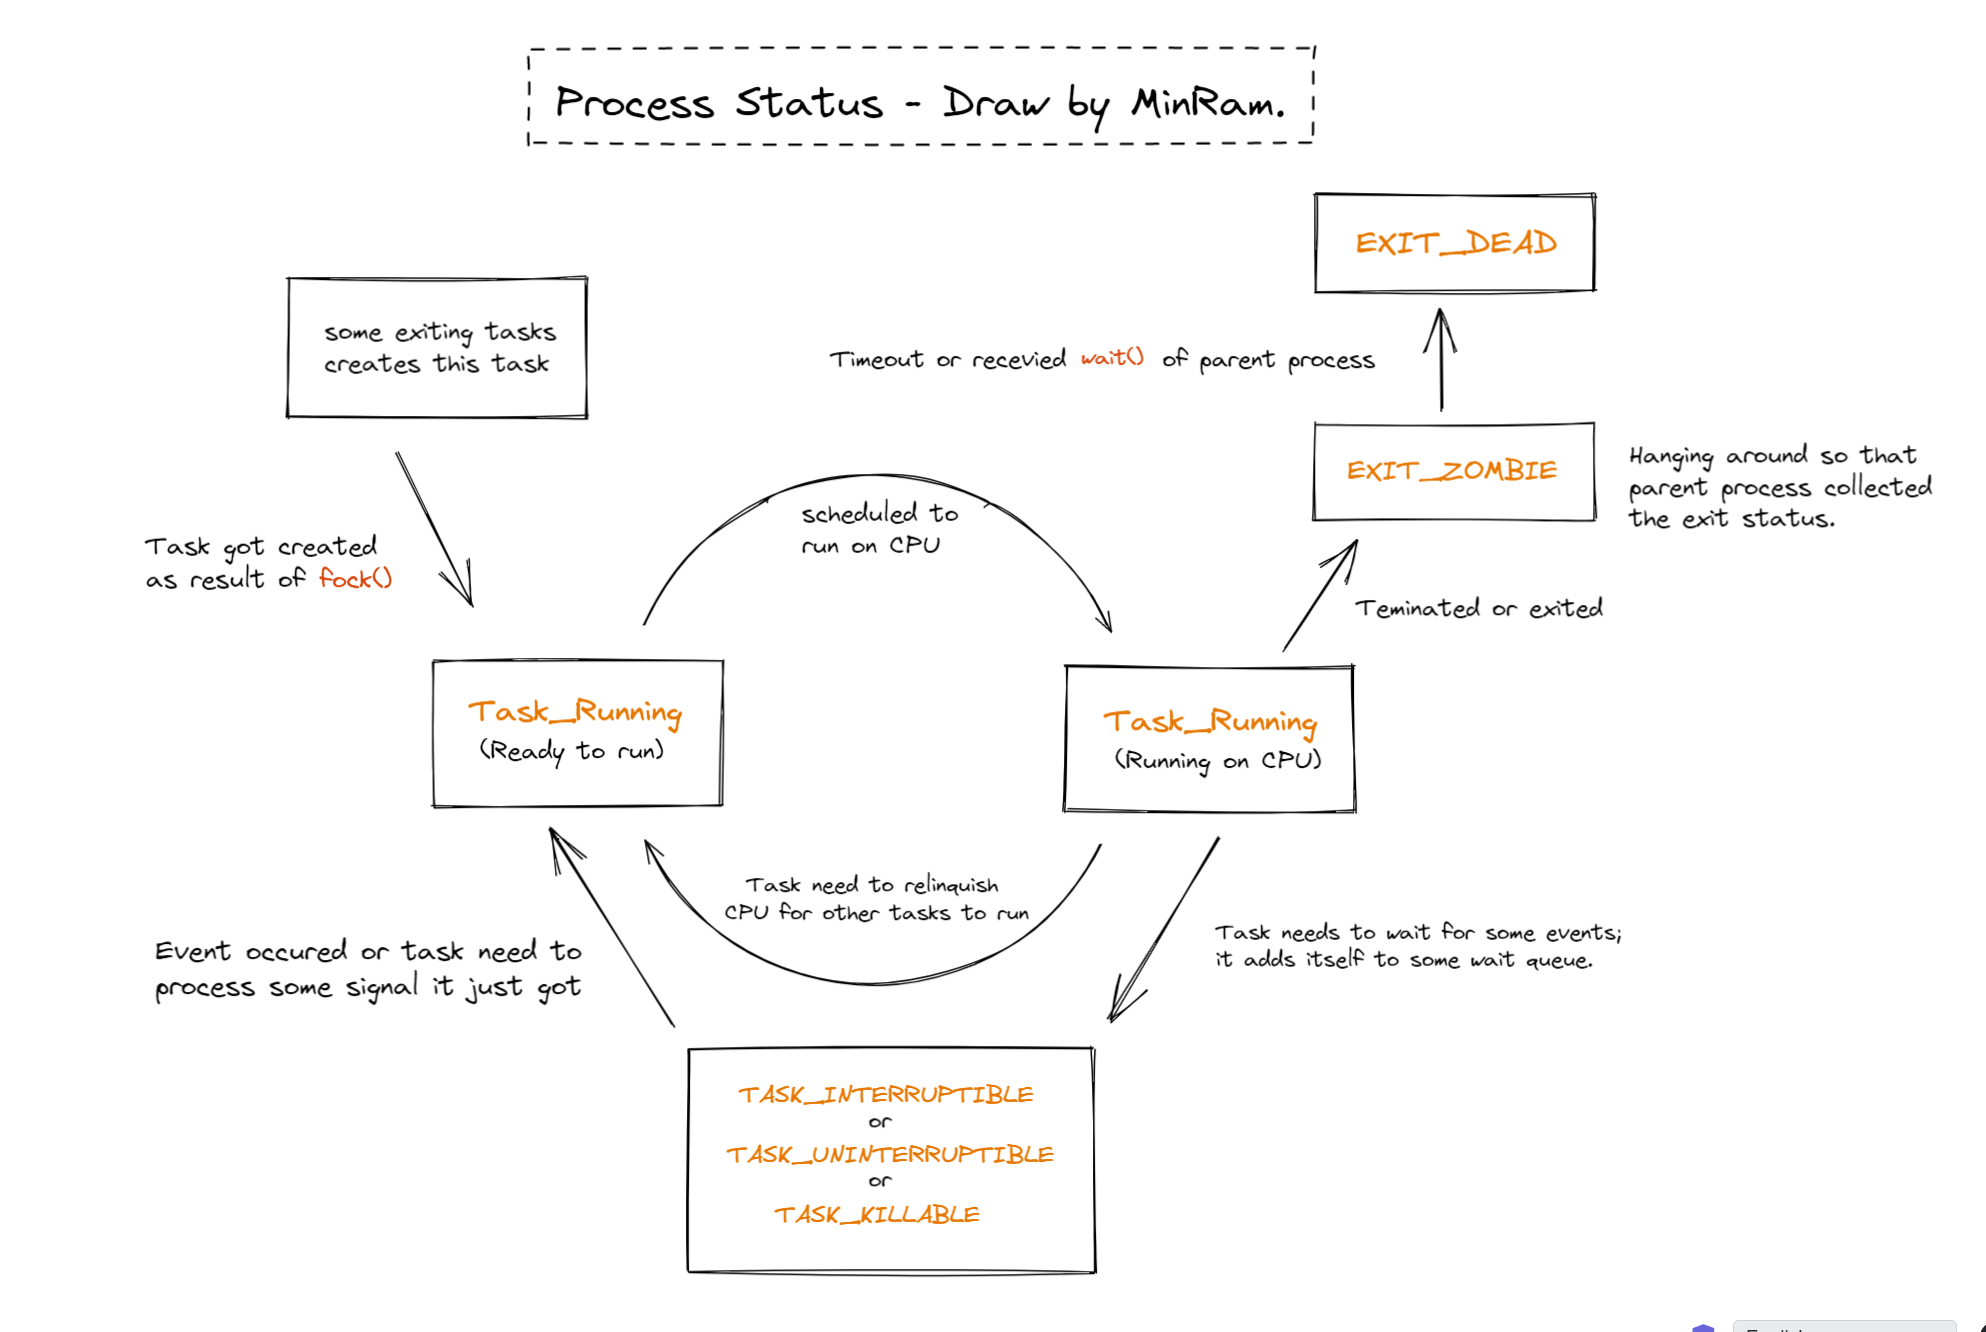 Process Status - Draw by MinRam.
EXIT_DEAD
some exiting tasks
creates this task
Timeout or recevied wait() of parent process
EXIT_ZOMBIE
Hanging around so that
parent process collected
the exit status.
scheduled to
run on CPU
Task got created
as result of fock()
Teminated or exited
Task_Running
(Ready to run)
Task_Running
(Running on CPU)
Task need to relinquish
CPU for other tasks to run
Event occured or task need to
process some signal it just got
Task needs to wait for some events;
it adds itself to some wait queue.
TASK_INTERRUPTIBLE
or
TASK_UNINTERRUPTIBLE
or
TASK_KILLABLE